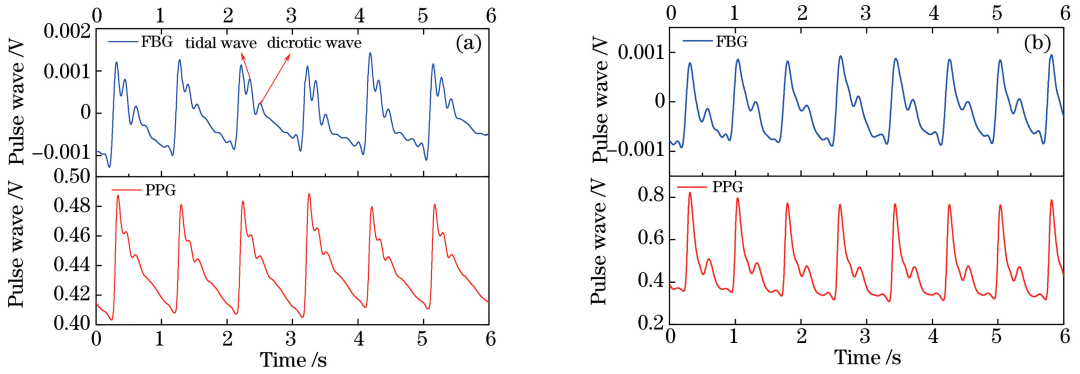 0 1 2 3 4 5 6
0.002
FBG tidal wave dicrotic wave (a)
0.001
0
−0.001
Pulse wave /V
0.50
PPG
0.48
0.46
0.44
0.42
0.40
Pulse wave /V
0 1 2 3 4 5 6
Time /s
0 1 2 3 4 5 6
FBG (b)
0.001
0
−0.001
Pulse wave /V
PPG
0.8
0.6
0.4
0.2
Pulse wave /V
0 1 2 3 4 5 6
Time /s